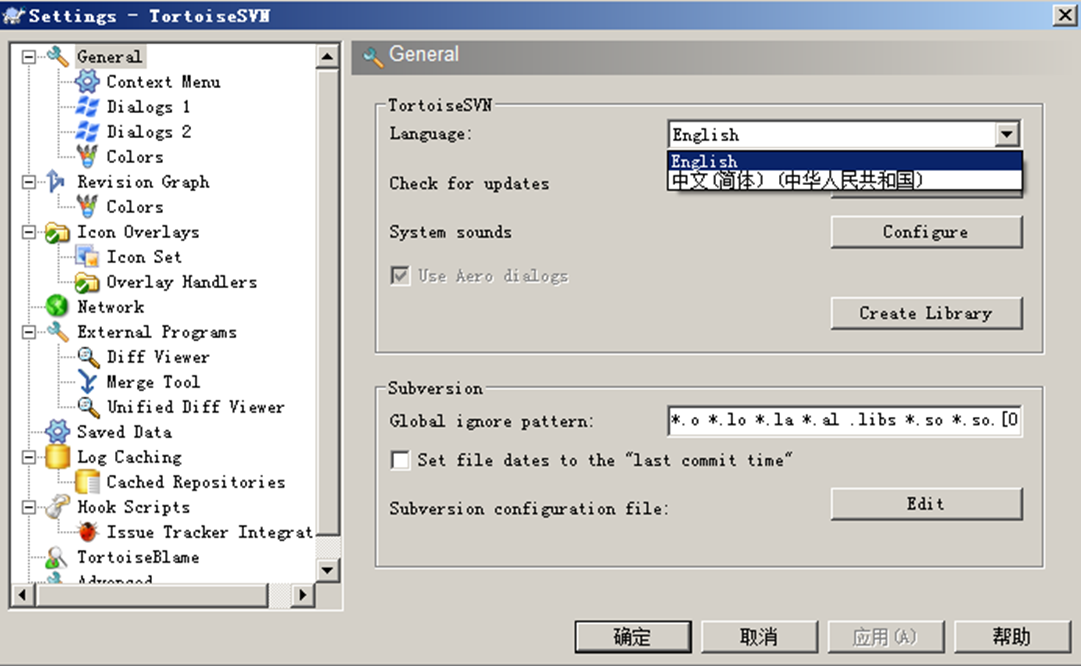 Settings - TortoiseSVN
General
Context Menu
Dialogs 1
Dialogs 2
Colors
Revision Graph
Colors
Icon Overlays
Icon Set
Overlay Handlers
Network
External Programs
Diff Viewer
Merge Tool
Unified Diff Viewer
Saved Data
Log Caching
Cached Repositories
Hook Scripts
Issue Tracker Integrat
TortoiseBlame
Advanced
General
TortoiseSVN
Language:
English
English
中文(简体) (中华人民共和国)
Check for updates
System sounds
Configure
Use Aero dialogs
Create Library
Subversion
Global ignore pattern:
*.o *.lo *.la *.al .libs *.so *.so.[0
Set file dates to the "last commit time"
Subversion configuration file:
Edit
确定
取消
应用(A)
帮助